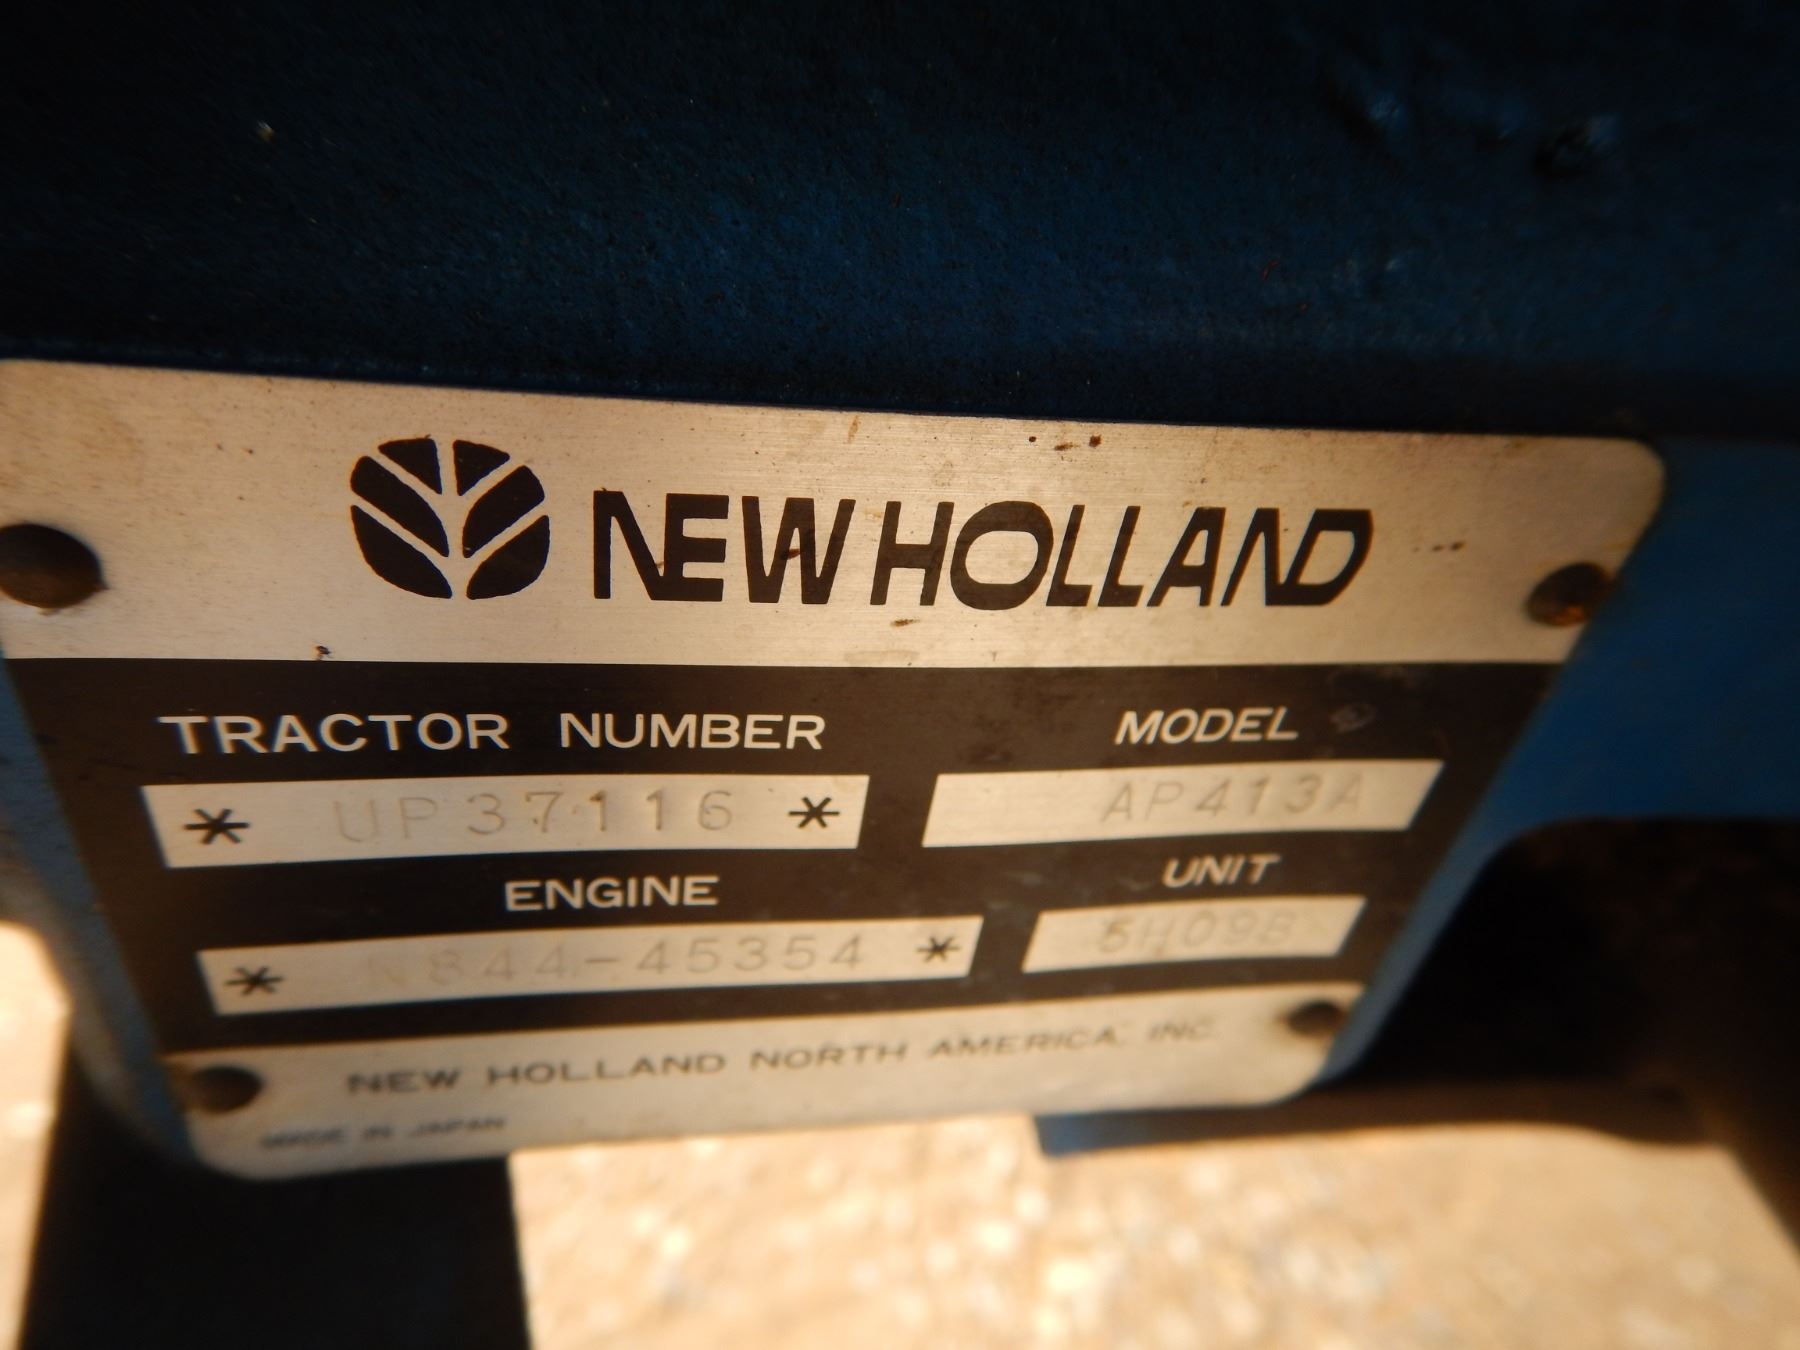 NEW HOLLAND
TRACTOR NUMBER MODEL
* UP37116 * AP413A
ENGINE UNIT
* N844-45354 * 5H09B
NEW HOLLAND NORTH AMERICA, INC.
MADE IN JAPAN